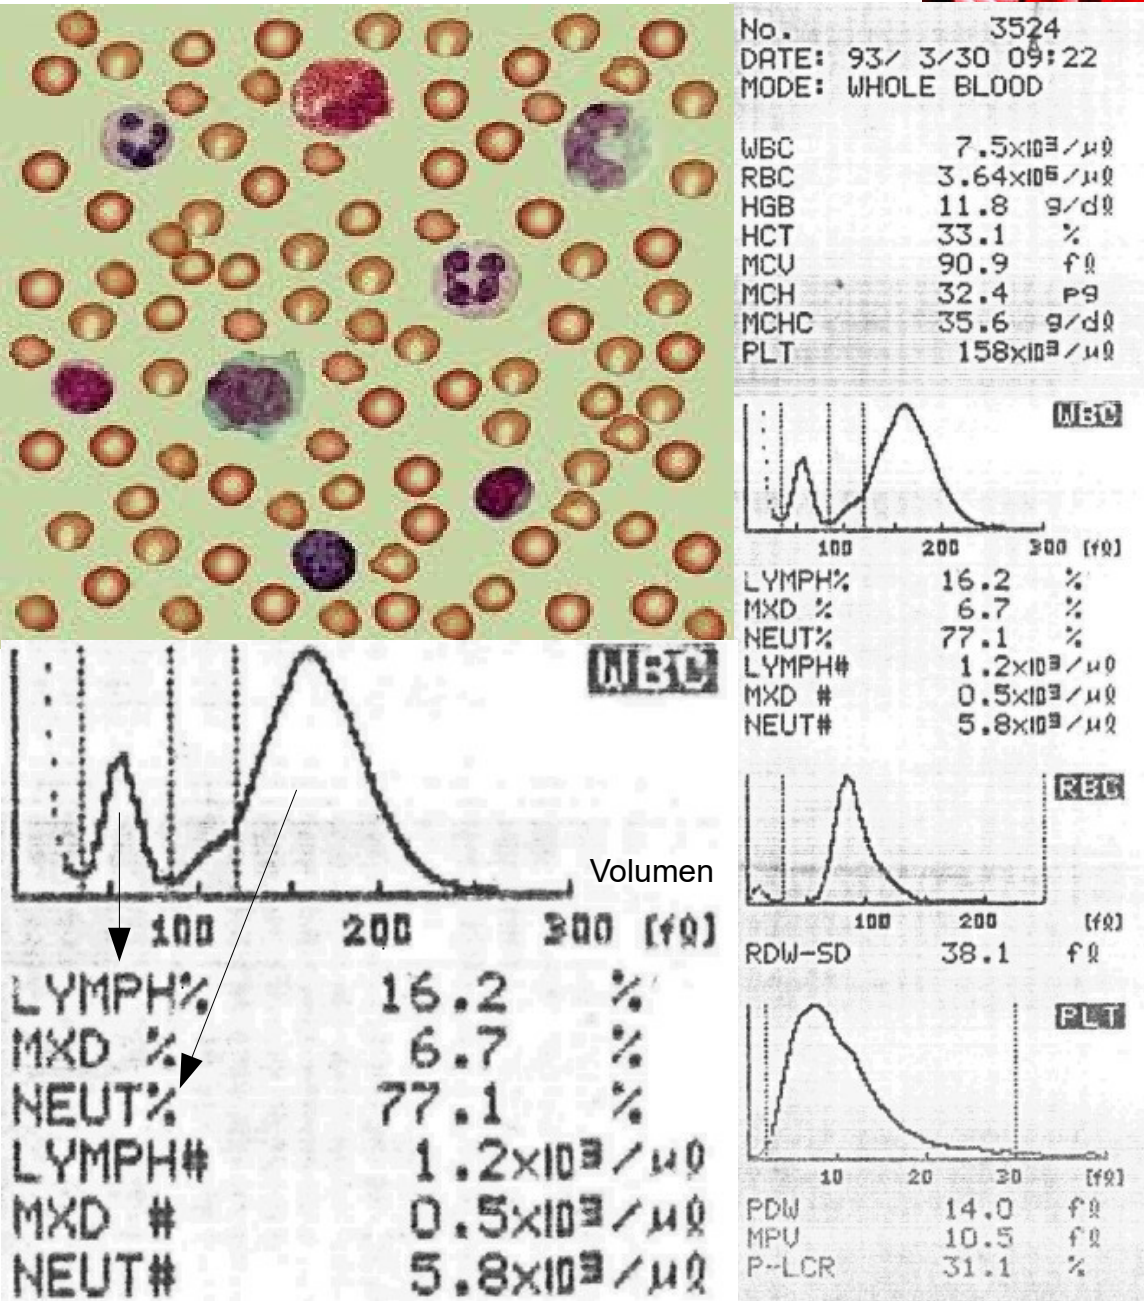 No. 3524
DATE: 93/ 3/30 09:22
MODE: WHOLE BLOOD
WBC 7.5x10³/µl
RBC 3.64x10⁶/µl
HGB 11.8 g/dl
HCT 33.1 %
MCV 90.9 fl
MCH 32.4 pg
MCHC 35.6 g/dl
PLT 158x10³/µl
WBC
100 200 300 [fl]
LYMPH% 16.2 %
MXD % 6.7 %
NEUT% 77.1 %
LYMPH# 1.2x10³/µl
MXD # 0.5x10³/µl
NEUT# 5.8x10³/µl
RBC
100 200 [fl]
RDW-SD 38.1 fl
PLT
10 20 30 [fl]
PDW 14.0 fl
MPV 10.5 fl
P-LCR 31.1 %
WBC
Volumen
100 200 300 [fl]
LYMPH% 16.2 %
MXD % 6.7 %
NEUT% 77.1 %
LYMPH# 1.2x10³/µl
MXD # 0.5x10³/µl
NEUT# 5.8x10³/µl